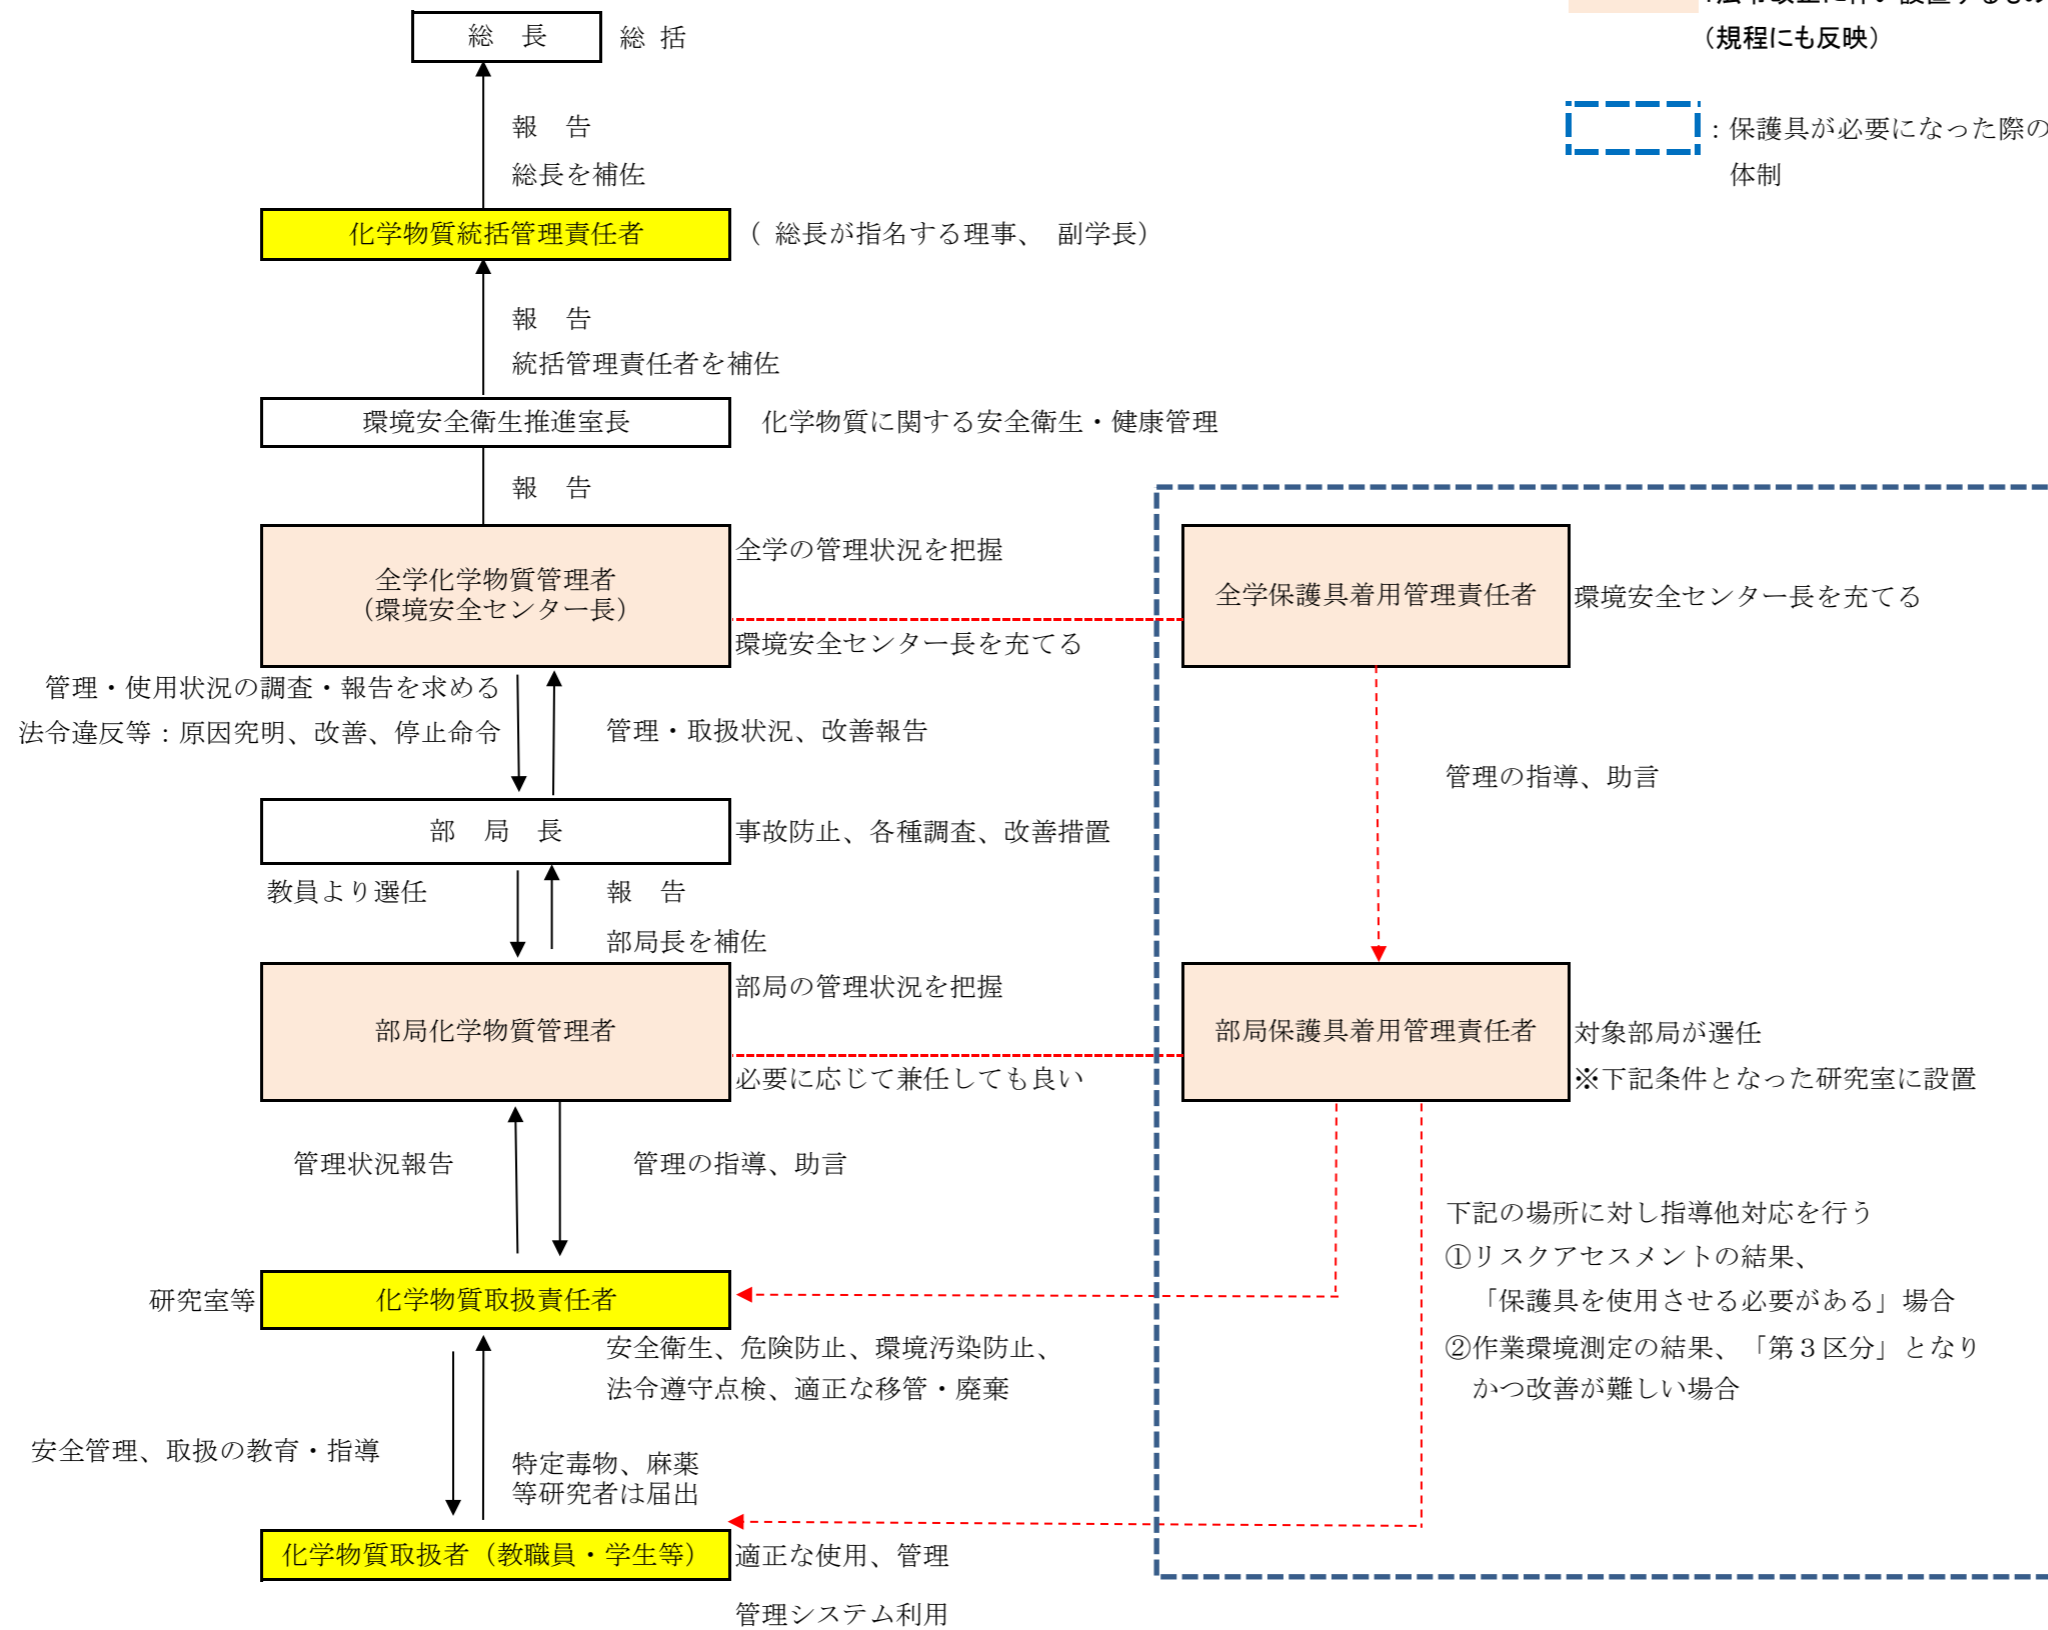 総　長
総 括
（規程にも反映）
報　告
総長を補佐
：保護具が必要になった際の
体制
化学物質統括管理責任者
（ 総長が指名する理事、 副学長）
報　告
統括管理責任者を補佐
環境安全衛生推進室長
化学物質に関する安全衛生・健康管理
報　告
全学化学物質管理者
（環境安全センター長）
全学の管理状況を把握
環境安全センター長を充てる
全学保護具着用管理責任者
環境安全センター長を充てる
管理・使用状況の調査・報告を求める
法令違反等：原因究明、改善、停止命令
管理・取扱状況、改善報告
管理の指導、助言
部　局　長
事故防止、各種調査、改善措置
教員より選任
報　告
部局長を補佐
部局化学物質管理者
部局の管理状況を把握
必要に応じて兼任しても良い
部局保護具着用管理責任者
対象部局が選任
※下記条件となった研究室に設置
管理状況報告
管理の指導、助言
下記の場所に対し指導他対応を行う
①リスクアセスメントの結果、
「保護具を使用させる必要がある」場合
②作業環境測定の結果、「第３区分」となり
かつ改善が難しい場合
研究室等
化学物質取扱責任者
安全衛生、危険防止、環境汚染防止、
法令遵守点検、適正な移管・廃棄
安全管理、取扱の教育・指導
特定毒物、麻薬
等研究者は届出
化学物質取扱者（教職員・学生等）
適正な使用、管理
管理システム利用